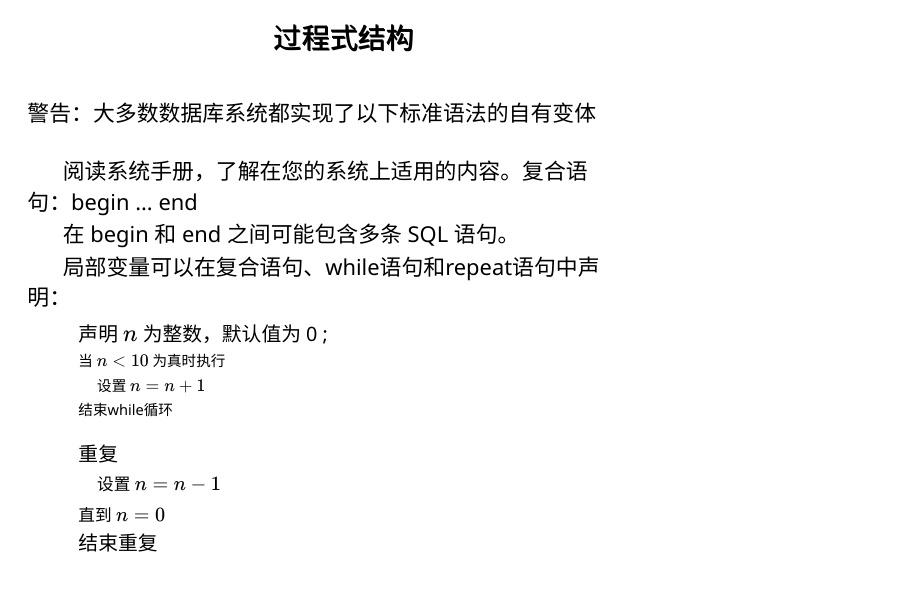 过程式结构
警告：大多数数据库系统都实现了以下标准语法的自有变体
阅读系统手册，了解在您的系统上适用的内容。复合语
句：begin ... end
在 begin 和 end 之间可能包含多条 SQL 语句。
局部变量可以在复合语句、while语句和repeat语句中声
明：
声明 n 为整数，默认值为 0 ;
当 n < 10 为真时执行
设置 n = n + 1
结束while循环
重复
设置 n = n − 1
直到 n = 0
结束重复